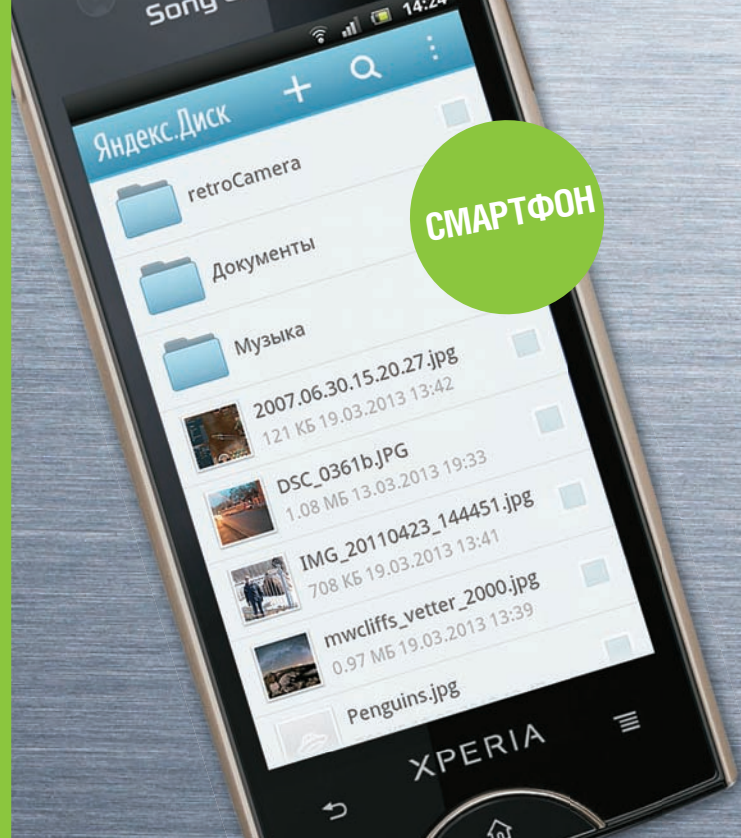 Sony
14:24
Яндекс.Диск
retroCamera
СМАРТФОН
Документы
Музыка
2007.06.30.15.20.27.jpg
121 КБ 19.03.2013 13:42
DSC_0361b.JPG
1.08 МБ 13.03.2013 19:33
IMG_20110423_144451.jpg
708 КБ 19.03.2013 13:41
mwcliffs_vetter_2000.jpg
0.97 МБ 19.03.2013 13:39
Penguins.jpg
XPERIA